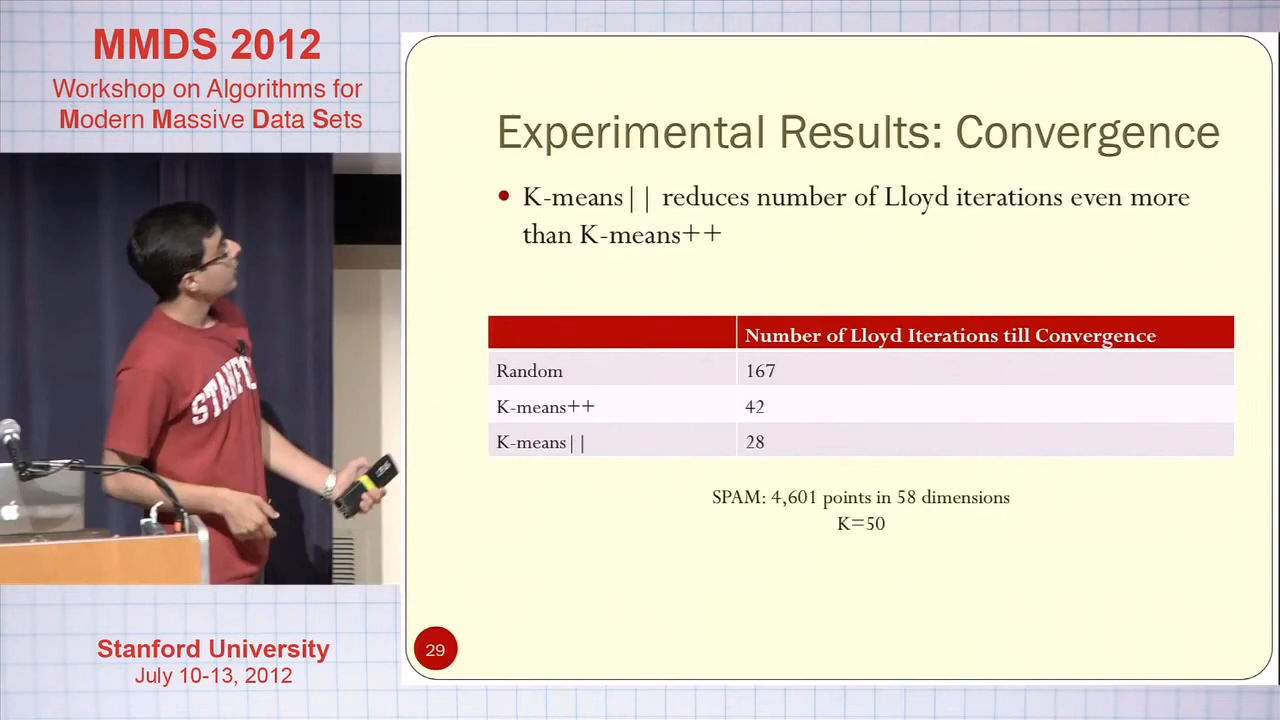 MMDS 2012
Workshop on Algorithms for
Modern Massive Data Sets
STANFO
Stanford University
July 10-13, 2012
Experimental Results: Convergence
• K-means|| reduces number of Lloyd iterations even more
than K-means++
Number of Lloyd Iterations till Convergence
Random 167
K-means++ 42
K-means|| 28
SPAM: 4,601 points in 58 dimensions
K=50
29